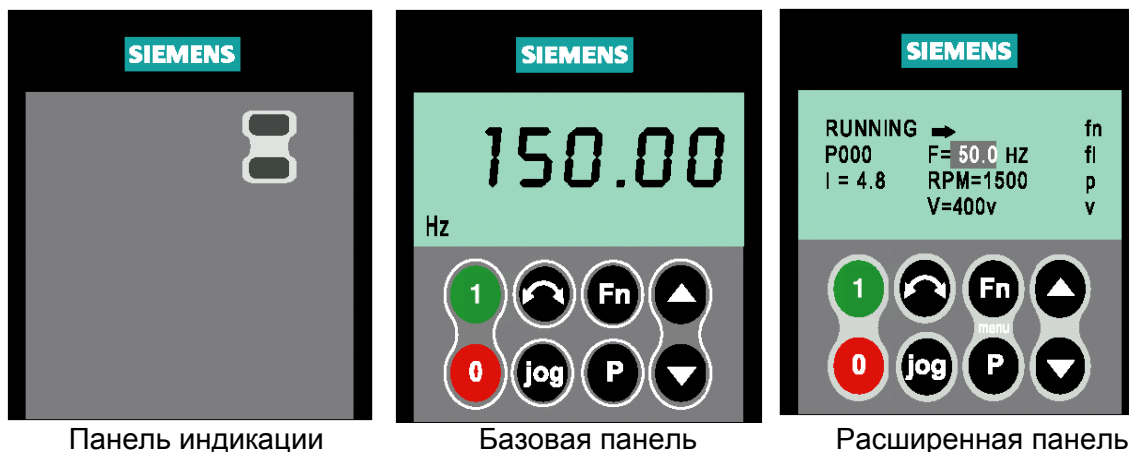 SIEMENS
Панель индикации
SIEMENS
150.00
Hz
1
Fn
0
jog
P
Базовая панель
SIEMENS
RUNNING fn
P000 F= 50.0 HZ fl
I = 4.8 RPM=1500 p
V=400v v
1
Fn
menu
0
jog
P
Расширенная панель